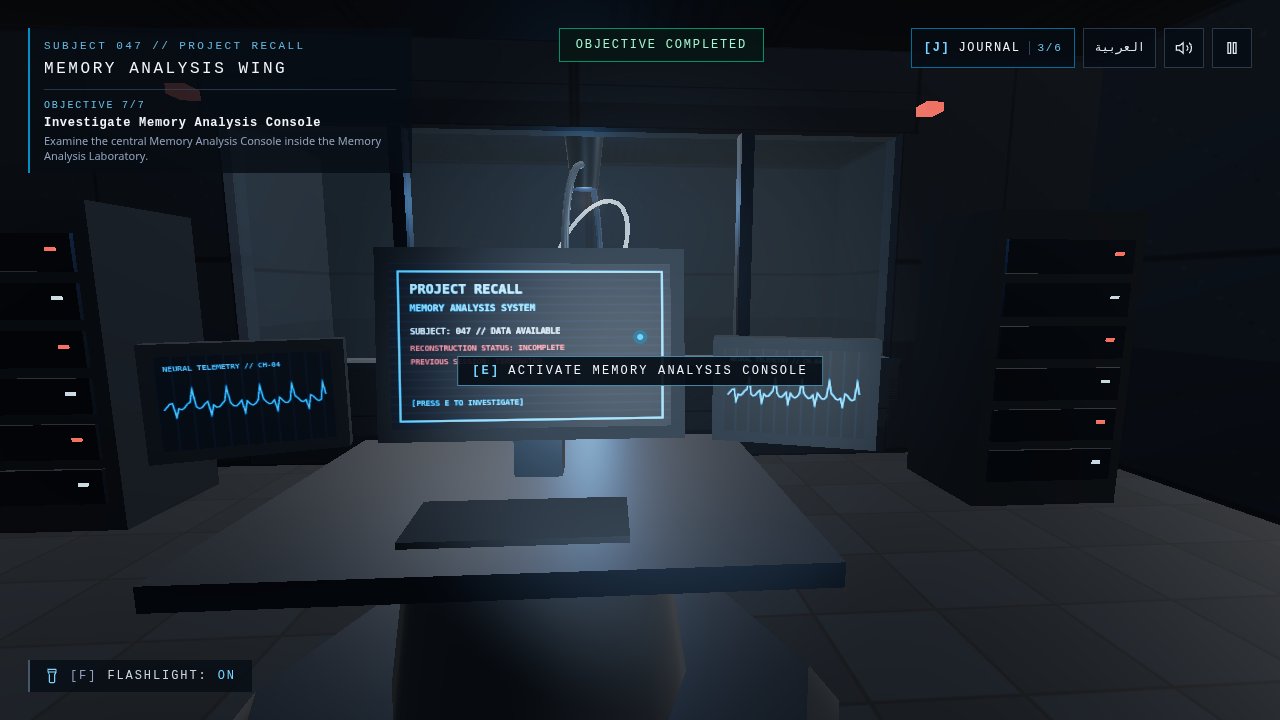 SUBJECT 047 // PROJECT RECALL
MEMORY ANALYSIS WING
OBJECTIVE 7/7
Investigate Memory Analysis Console
Examine the central Memory Analysis Console inside the Memory
Analysis Laboratory.
OBJECTIVE COMPLETED
[J] JOURNAL 3/6
العربية
PROJECT RECALL
MEMORY ANALYSIS SYSTEM
SUBJECT: 047 // DATA AVAILABLE
RECONSTRUCTION STATUS: INCOMPLETE
PREVIOUS
[E] ACTIVATE MEMORY ANALYSIS CONSOLE
[PRESS E TO INVESTIGATE]
NEURAL TELEMETRY // CH-04
[F] FLASHLIGHT: ON